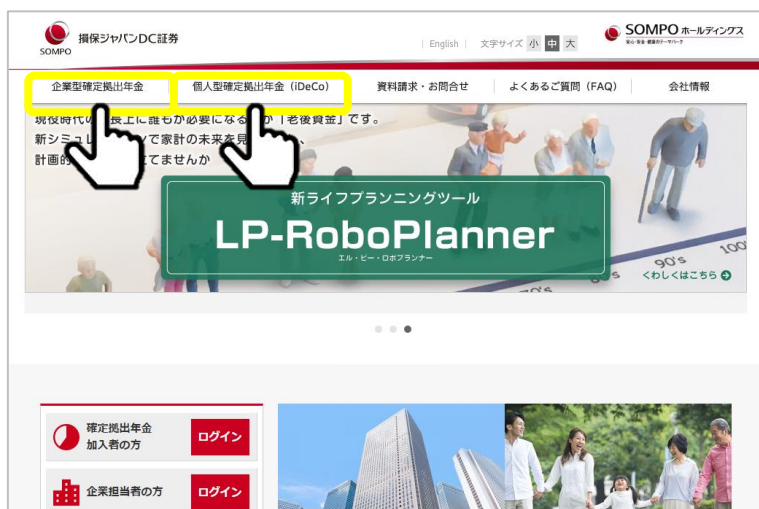 損保ジャパンDC証券
SOMPO
English
文字サイズ 小 中 大
SOMPO ホールディングス
企業型確定拠出年金
個人型確定拠出年金（iDeCo）
資料請求・お問合せ
よくあるご質問（FAQ）
会社情報
現役時代の 長上に誰もが必要になる が「老後資金」です。
新シミュレ ンで家計の未来を見
計画的 てませんか
新ライフプランニングツール
LP-RoboPlanner
エル・ピー・ロボプランナー
100
90's
's
70's
くわしくはこちら
確定拠出年金
加入者の方
ログイン
企業担当者の方
ログイン